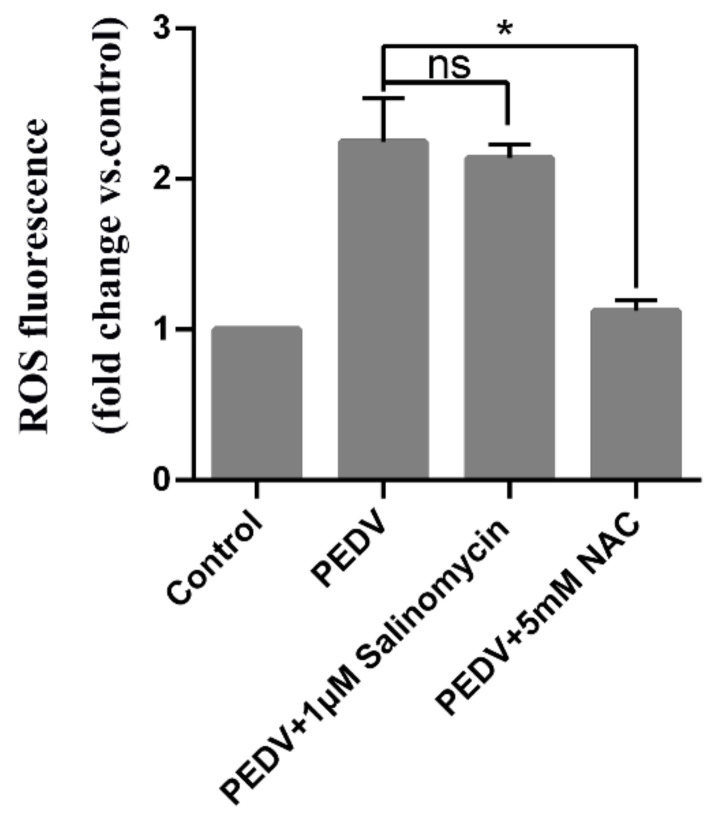 ROS fluorescence
(fold change vs.control)
3
2
1
0
*
ns
Control
PEDV
PEDV+1μM Salinomycin
PEDV+5mM NAC